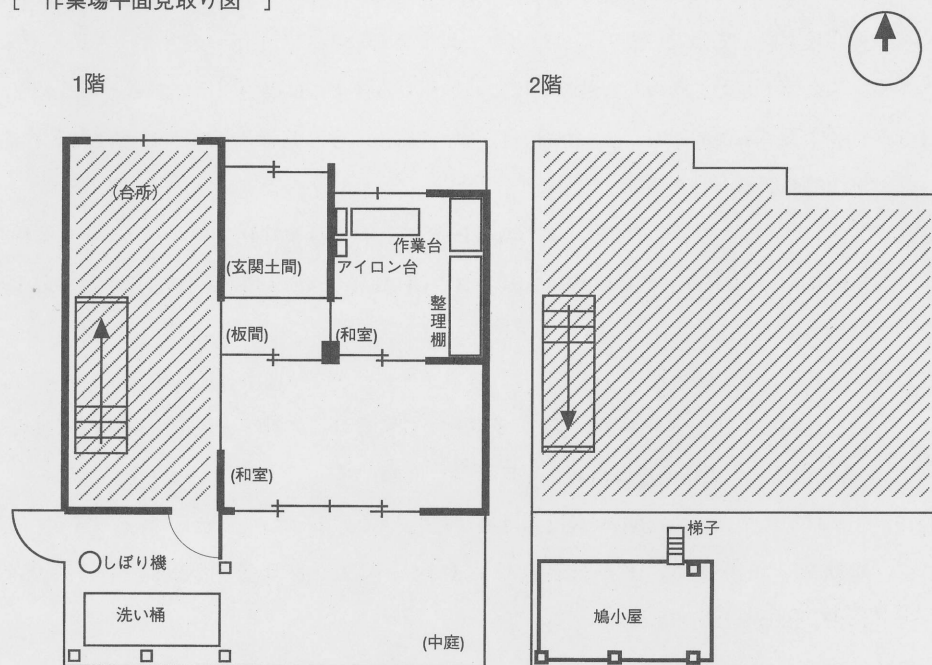 [ 作業場平面見取り図 ]
1階
2階
(台所)
作業台
(玄関土間)
アイロン台
整理棚
(板間)
(和室)
(和室)
梯子
しぼり機
洗い桶
鳩小屋
(中庭)